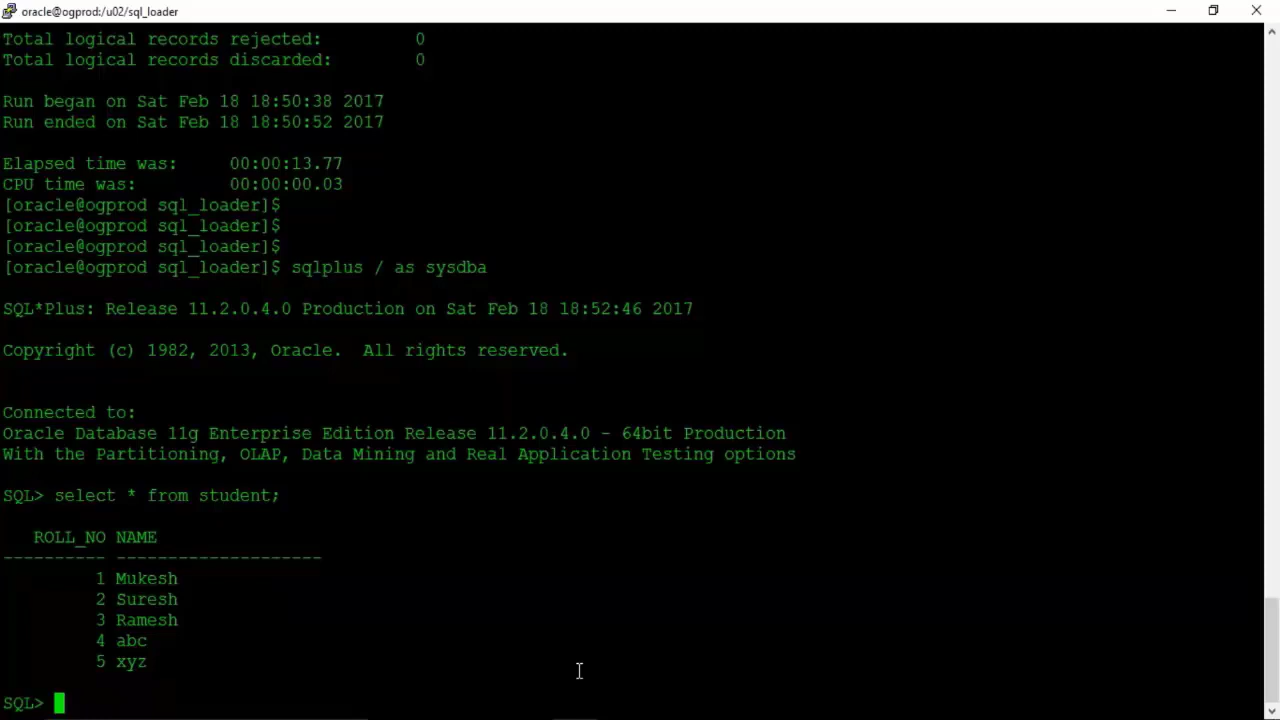 oracle@ogprod:/u02/sql_loader
Total logical records rejected:          0
Total logical records discarded:        0
Run began on Sat Feb 18 18:50:38 2017
Run ended on Sat Feb 18 18:50:52 2017
Elapsed time was:     00:00:13.77
CPU time was:         00:00:00.03
[oracle@ogprod sql_loader]$
[oracle@ogprod sql_loader]$
[oracle@ogprod sql_loader]$
[oracle@ogprod sql_loader]$ sqlplus / as sysdba
SQL*Plus: Release 11.2.0.4.0 Production on Sat Feb 18 18:52:46 2017
Copyright (c) 1982, 2013, Oracle.  All rights reserved.
Connected to:
Oracle Database 11g Enterprise Edition Release 11.2.0.4.0 - 64bit Production
With the Partitioning, OLAP, Data Mining and Real Application Testing options
SQL> select * from student;
   ROLL_NO NAME
---------- --------------------
         1 Mukesh
         2 Suresh
         3 Ramesh
         4 abc
         5 xyz
SQL>